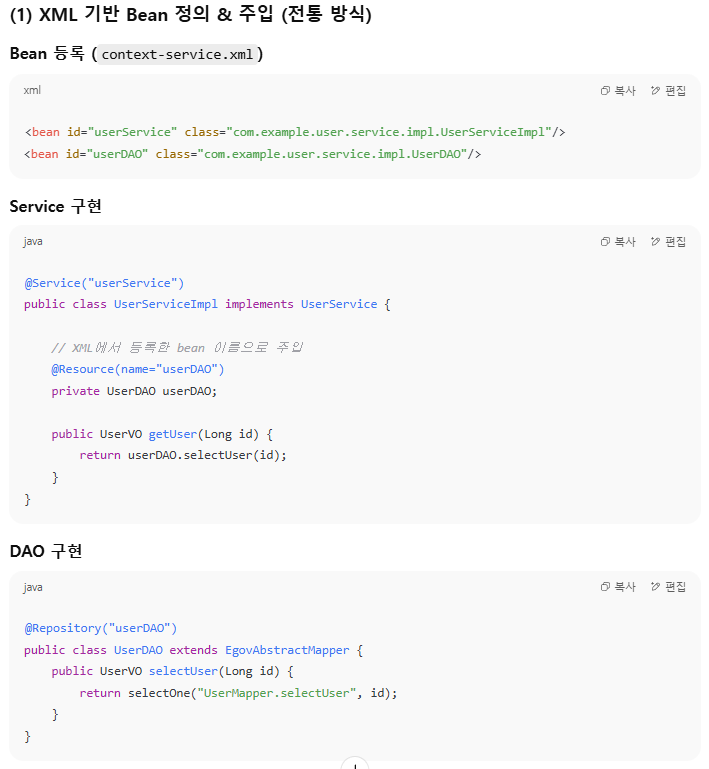 (1) XML 기반 Bean 정의 & 주입 (전통 방식)
Bean 등록 (context-service.xml)
xml
복사
편집
<bean id="userService" class="com.example.user.service.impl.UserServiceImpl"/>
<bean id="userDAO" class="com.example.user.service.impl.UserDAO"/>
Service 구현
java
복사
편집
@Service("userService")
public class UserServiceImpl implements UserService {
    // XML에서 등록한 bean 이름으로 주입
    @Resource(name="userDAO")
    private UserDAO userDAO;
    public UserVO getUser(Long id) {
        return userDAO.selectUser(id);
    }
}
DAO 구현
java
복사
편집
@Repository("userDAO")
public class UserDAO extends EgovAbstractMapper {
    public UserVO selectUser(Long id) {
        return selectOne("UserMapper.selectUser", id);
    }
}